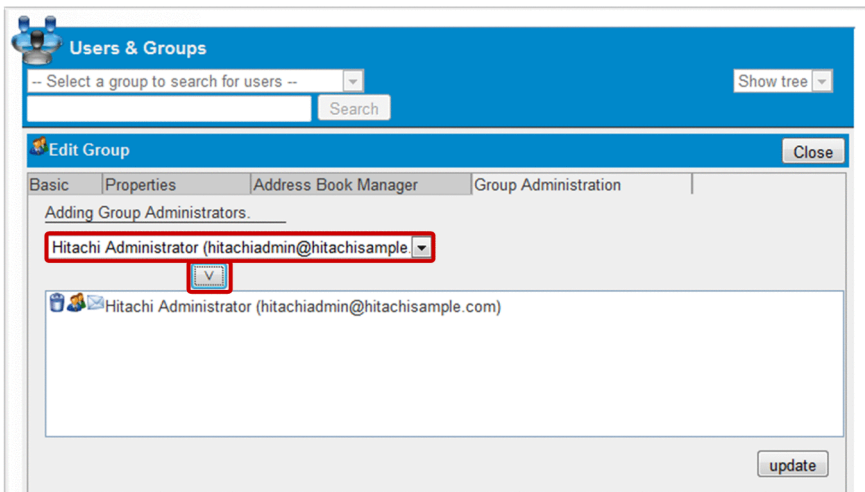 Users & Groups
-- Select a group to search for users --
Show tree
Search
Edit Group
Close
Basic Properties Address Book Manager Group Administration
Adding Group Administrators.
Hitachi Administrator (hitachiadmin@hitachisample.
V
Hitachi Administrator (hitachiadmin@hitachisample.com)
update